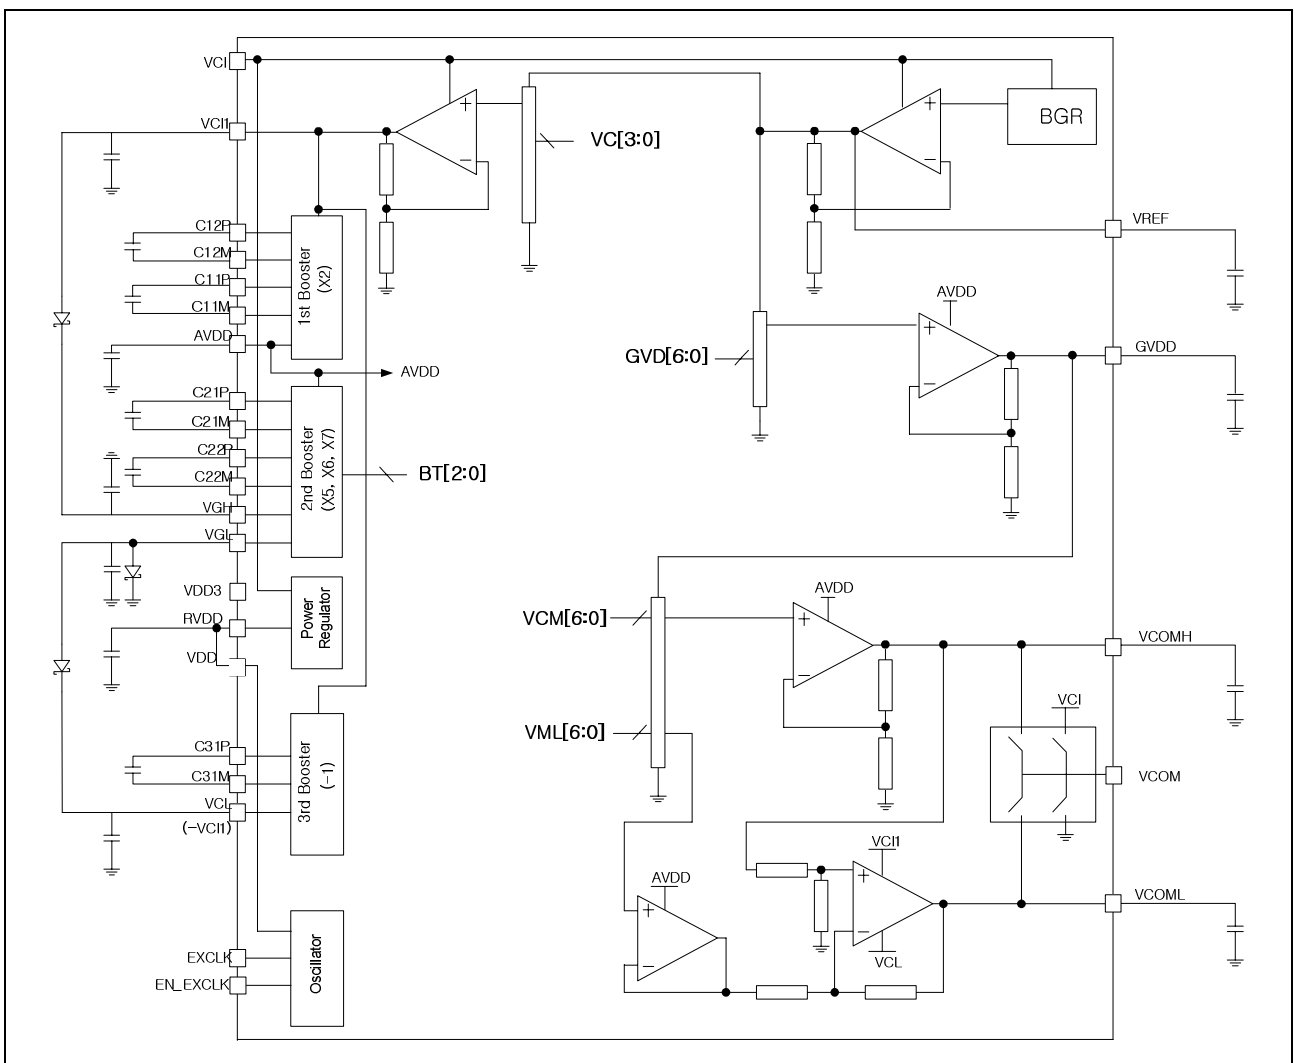 VCI
BGR
VCI1
VC[3:0]
C12P
C12M
C11P
C11M
1st Booster
(X2)
VREF
AVDD
AVDD
AVDD
GVD[6:0]
GVDD
C21P
C21M
C22P
C22M
VGH
VGL
2nd Booster
(X5, X6, X7)
BT[2:0]
VDD3
RVDD
VDD
Power
Regulator
AVDD
VCM[6:0]
VCOMH
VML[6:0]
VCI
VCOM
C31P
C31M
VCL
(-VCI1)
3rd Booster
(-1)
VCI1
AVDD
VCL
VCOML
EXCLK
EN_EXCLK
Oscillator